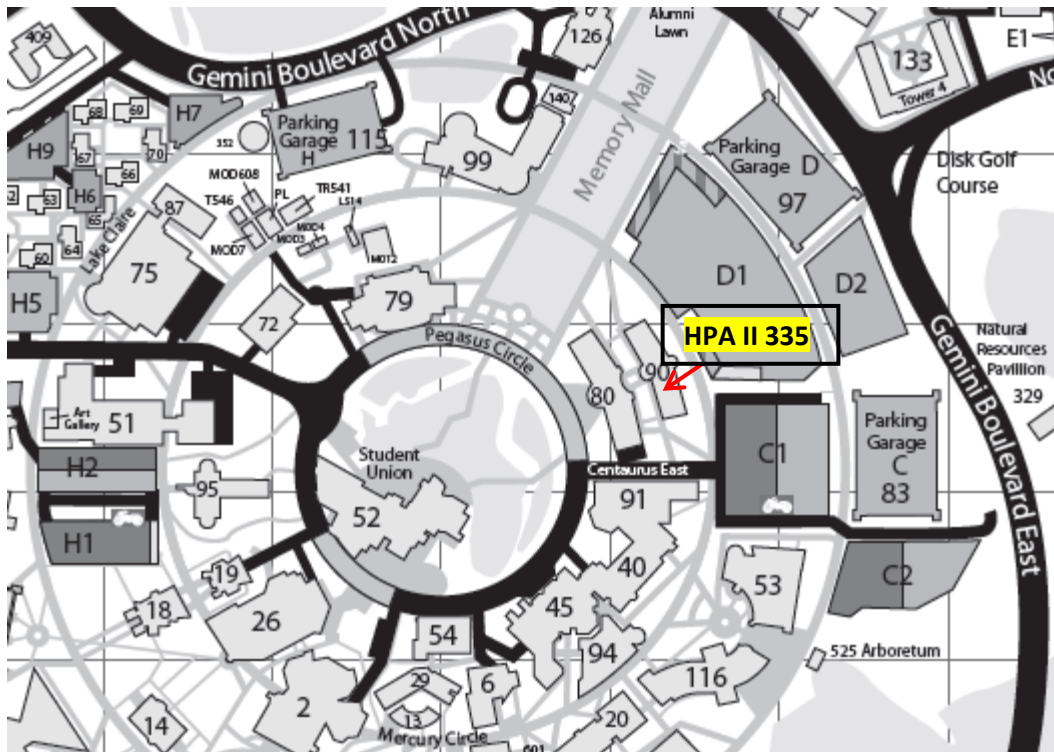 409
Gemini Boulevard North
126
Alumni
Lawn
E1
133
Tower 4
No
68
69
H7
H9
67
70
66
63
H6
65
64
60
352
Parking
Garage
H
115
140
99
Memory Mall
Parking
Garage D
97
Disk Golf
Course
MOD608
T546
PL
TR541
LS14
MOD7
MOD3
MOD4
87
Lake Claire
75
H5
72
79
D1
D2
Pegasus Circle
HPA II 335
90
80
Natural
Resources
Pavilion
329
Gemini Boulevard East
Art
Gallery
51
H2
H1
95
Student
Union
52
Centaurus East
91
C1
Parking
Garage
C
83
C2
19
18
26
40
45
53
54
94
116
525 Arboretum
2
29
13
6
14
20
Mercury Circle